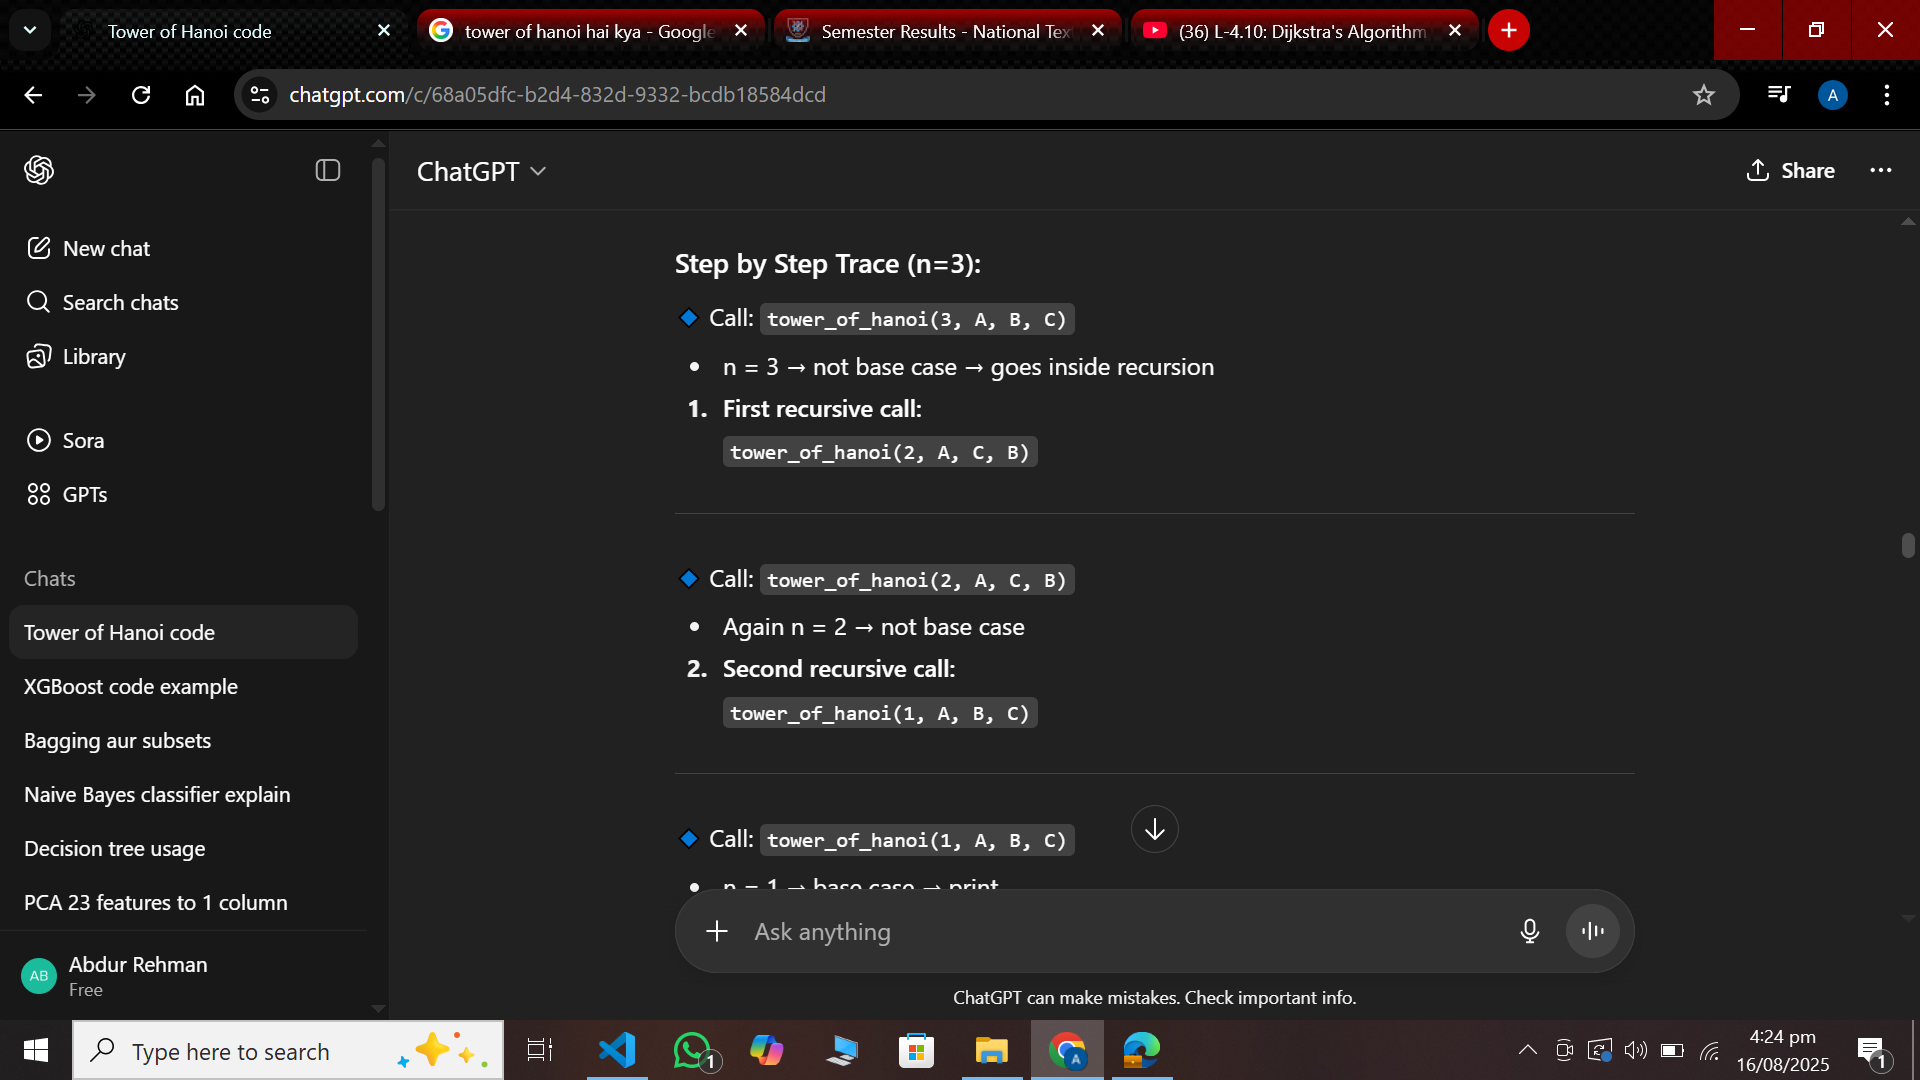 Tower of Hanoi code
tower of hanoi hai kya - Google
Semester Results - National Tex
(36) L-4.10: Dijkstra's Algorithm
chatgpt.com/c/68a05dfc-b2d4-832d-9332-bcdb18584dcd
A
ChatGPT
Share
New chat
Search chats
Library
Sora
GPTs
Chats
Tower of Hanoi code
XGBoost code example
Bagging aur subsets
Naive Bayes classifier explain
Decision tree usage
PCA 23 features to 1 column
AB
Abdur Rehman
Free
Step by Step Trace (n=3):
Call: tower_of_hanoi(3, A, B, C)
• n = 3 → not base case → goes inside recursion
1. First recursive call:
tower_of_hanoi(2, A, C, B)
Call: tower_of_hanoi(2, A, C, B)
• Again n = 2 → not base case
2. Second recursive call:
tower_of_hanoi(1, A, B, C)
Call: tower_of_hanoi(1, A, B, C)
• n = 1 → base case → print
Ask anything
ChatGPT can make mistakes. Check important info.
Type here to search
1
A
4:24 pm
16/08/2025
1